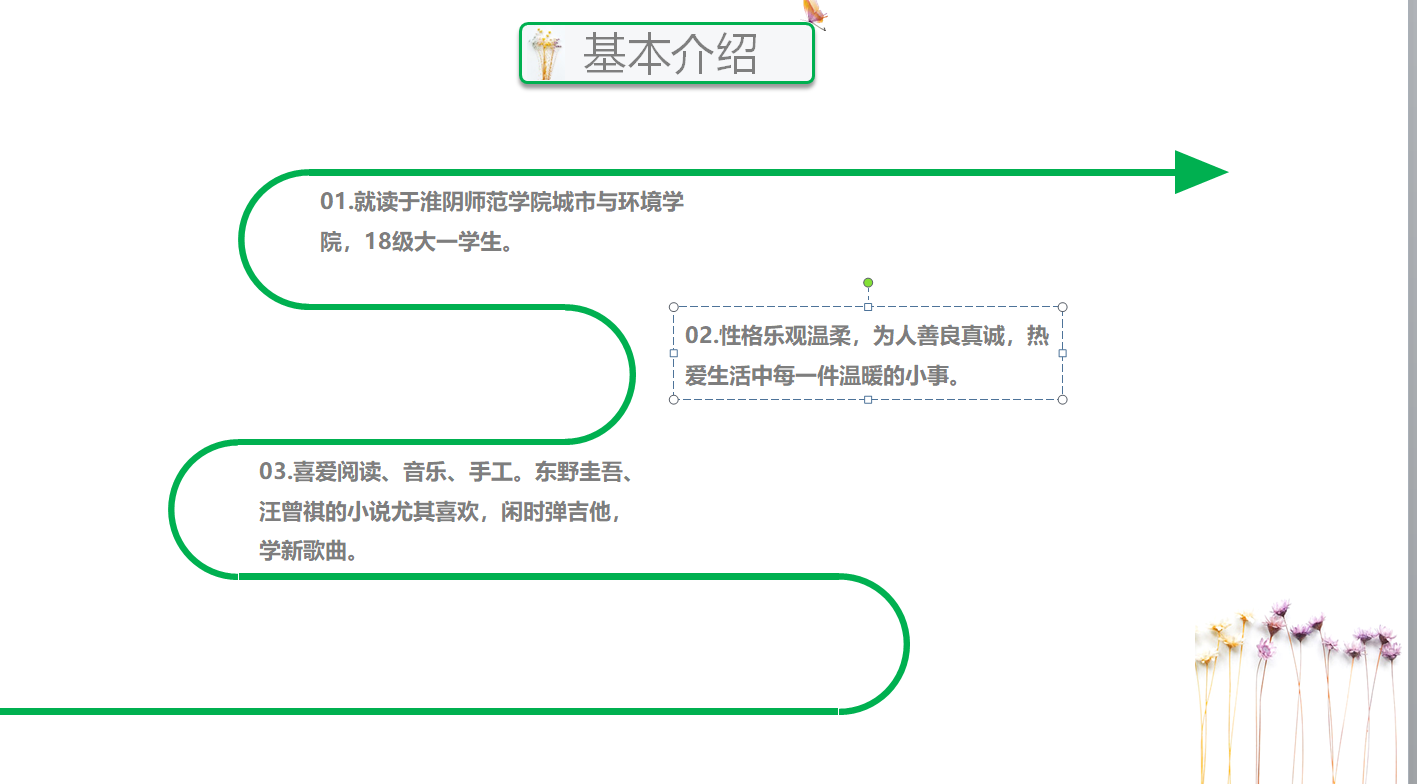 基本介绍
01.就读于淮阴师范学院城市与环境学
院，18级大一学生。
02.性格乐观温柔，为人善良真诚，热
爱生活中每一件温暖的小事。
03.喜爱阅读、音乐、手工。东野圭吾、
汪曾祺的小说尤其喜欢，闲时弹吉他，
学新歌曲。